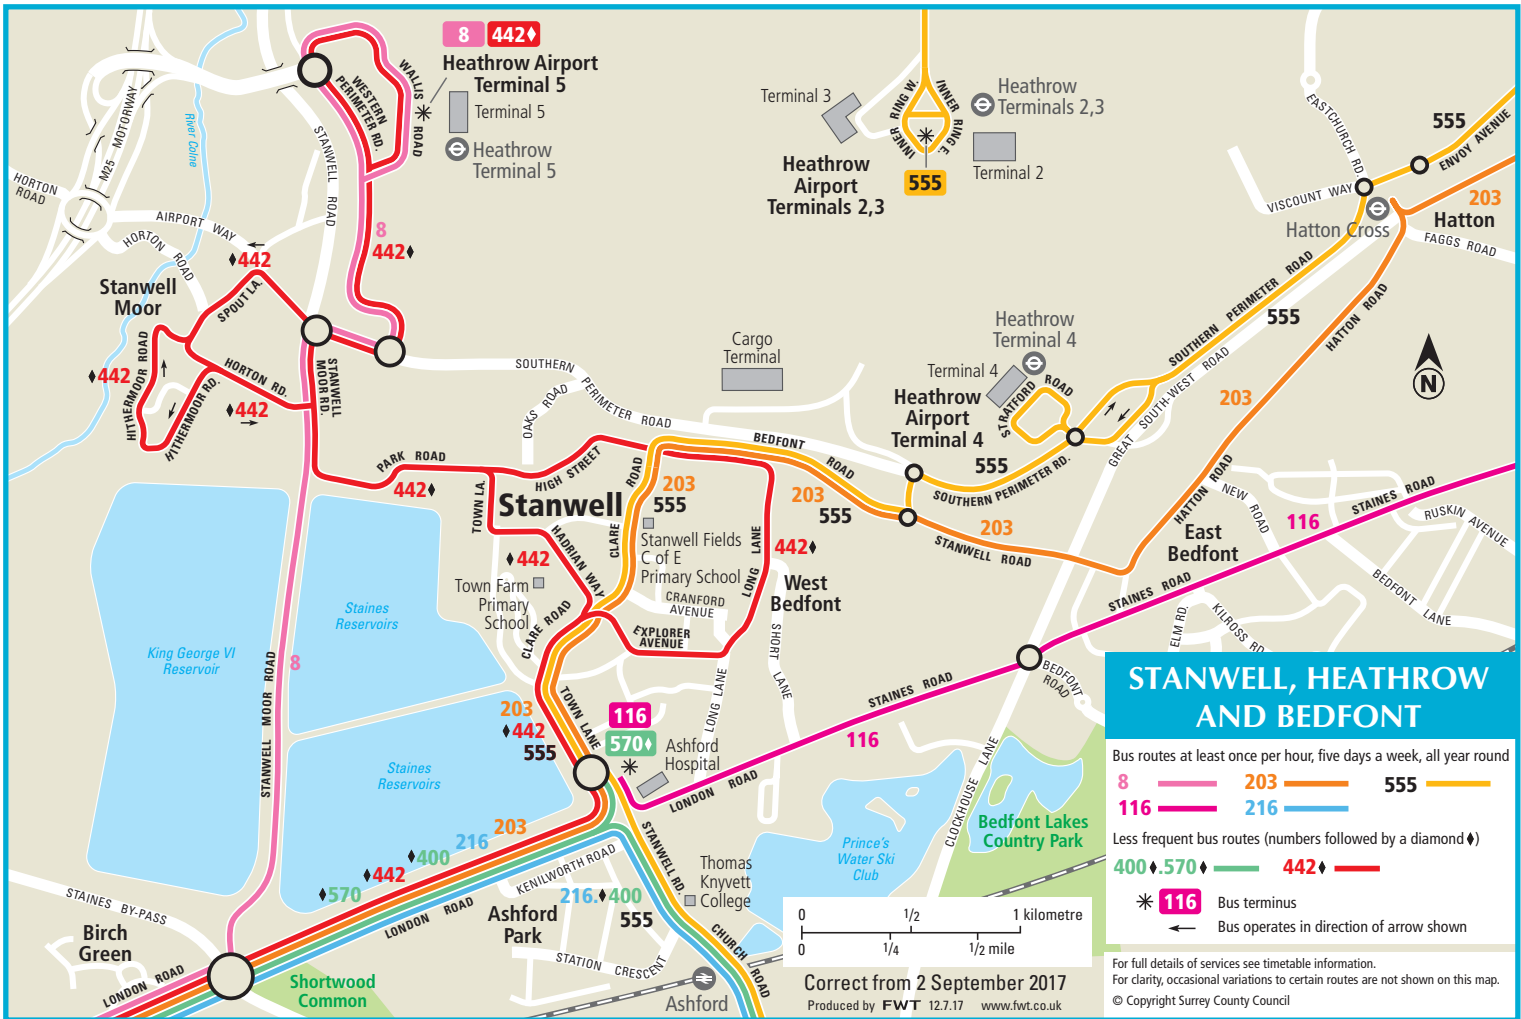 8
442♦
Heathrow Airport
Terminal 5
Terminal 5
Heathrow
Terminal 5
WALLIS
ROAD
WESTERN
PERIMETER RD.
M25 MOTORWAY
River Colne
STANWELL
ROAD
HORTON
ROAD
AIRPORT WAY
HORTON ROAD
8
442♦
♦442
Stanwell
Moor
SPOUT LA.
HITHERMOOR ROAD
♦442
HORTON RD.
HITHERMOOR RD.
♦442
STANWELL
MOOR RD.
Terminal 3
INNER RING W.
INNER RING E.
Heathrow
Terminals 2,3
Terminal 2
Heathrow
Airport
Terminals 2,3
555
EASTCHURCH RD.
555
ENVOY AVENUE
VISCOUNT WAY
203
Hatton
Hatton Cross
FAGGS ROAD
SOUTHERN PERIMETER ROAD
555
HATTON ROAD
GREAT SOUTH-WEST ROAD
203
N
Cargo
Terminal
SOUTHERN PERIMETER ROAD
OAKS ROAD
Heathrow
Terminal 4
Terminal 4
STRATFORD ROAD
Heathrow
Airport
Terminal 4
555
SOUTHERN PERIMETER RD.
BEDFONT ROAD
PARK ROAD
442♦
HIGH STREET
TOWN LA.
Stanwell
CLARE ROAD
203
555
203
555
203
STANWELL ROAD
HATTON ROAD
NEW ROAD
116
STAINES ROAD
RUSKIN AVENUE
East
Bedfont
STAINES ROAD
BEDFONT LANE
ELM RD.
KILROSS RD.
Stanwell Fields
C of E
Primary School
♦442
HADRIAN WAY
Town Farm
Primary
School
CLARE ROAD
CRANFORD
AVENUE
EXPLORER
AVENUE
LONG LANE
442♦
West
Bedfont
SHORT LANE
LONG LANE
Staines
Reservoirs
King George VI
Reservoir
STANWELL MOOR ROAD
8
203
♦442
555
TOWN LANE
116
570♦
Ashford
Hospital
STAINES ROAD
116
LONDON ROAD
BEDFONT
ROAD
CLOCKHOUSE LANE
Staines
Reservoirs
203
216
♦400
♦442
♦570
LONDON ROAD
KENILWORTH ROAD
216.♦400
555
STANWELL RD.
Thomas
Knyvett
College
Ashford
Park
STATION CRESCENT
CHURCH ROAD
Ashford
STAINES BY-PASS
Birch
Green
LONDON ROAD
Shortwood
Common
Prince's
Water Ski
Club
Bedfont Lakes
Country Park
0 1/2 1 kilometre
0 1/4 1/2 mile
Correct from 2 September 2017
Produced by FWT 12.7.17 www.fwt.co.uk
STANWELL, HEATHROW
AND BEDFONT
Bus routes at least once per hour, five days a week, all year round
8 203 555
116 216
Less frequent bus routes (numbers followed by a diamond ♦)
400♦.570♦ 442♦
116 Bus terminus
Bus operates in direction of arrow shown
For full details of services see timetable information.
For clarity, occasional variations to certain routes are not shown on this map.
© Copyright Surrey County Council